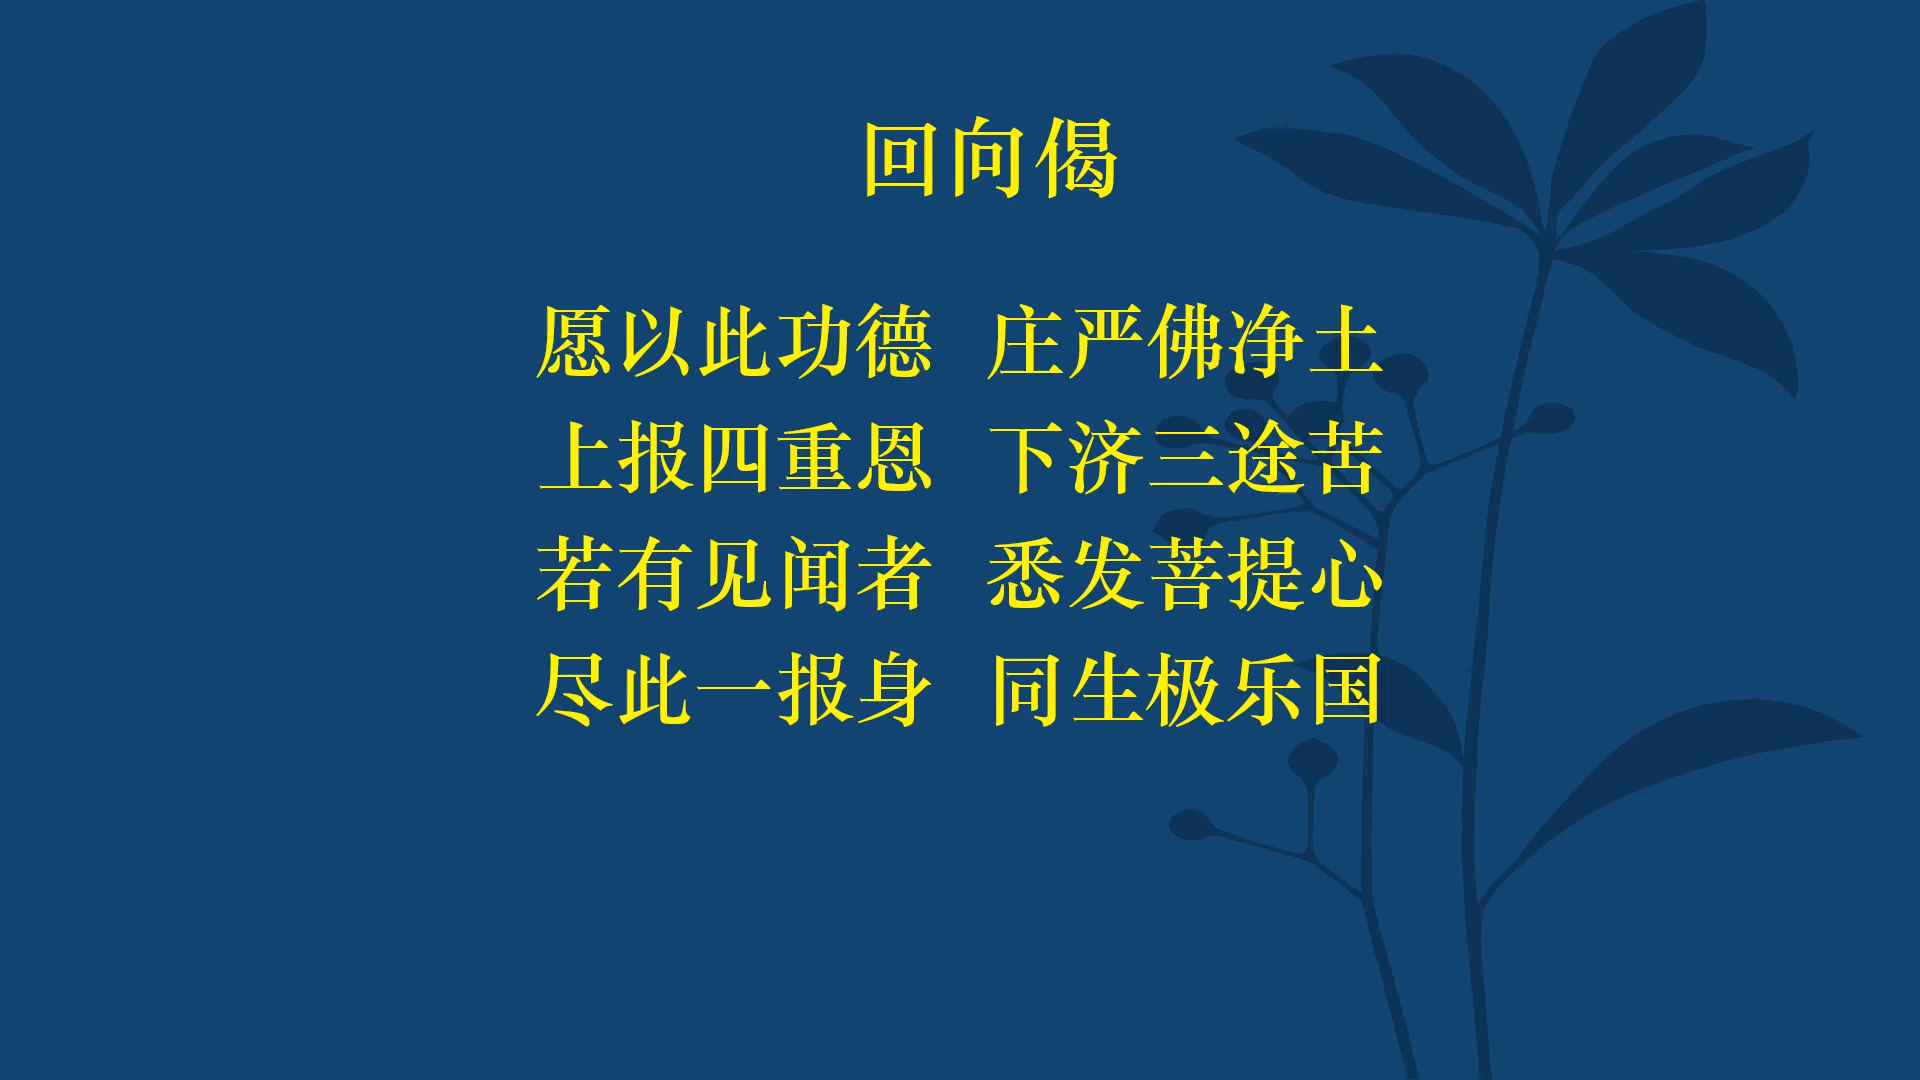 回向偈
愿以此功德 庄严佛净土
上报四重恩 下济三途苦
若有见闻者 悉发菩提心
尽此一报身 同生极乐国